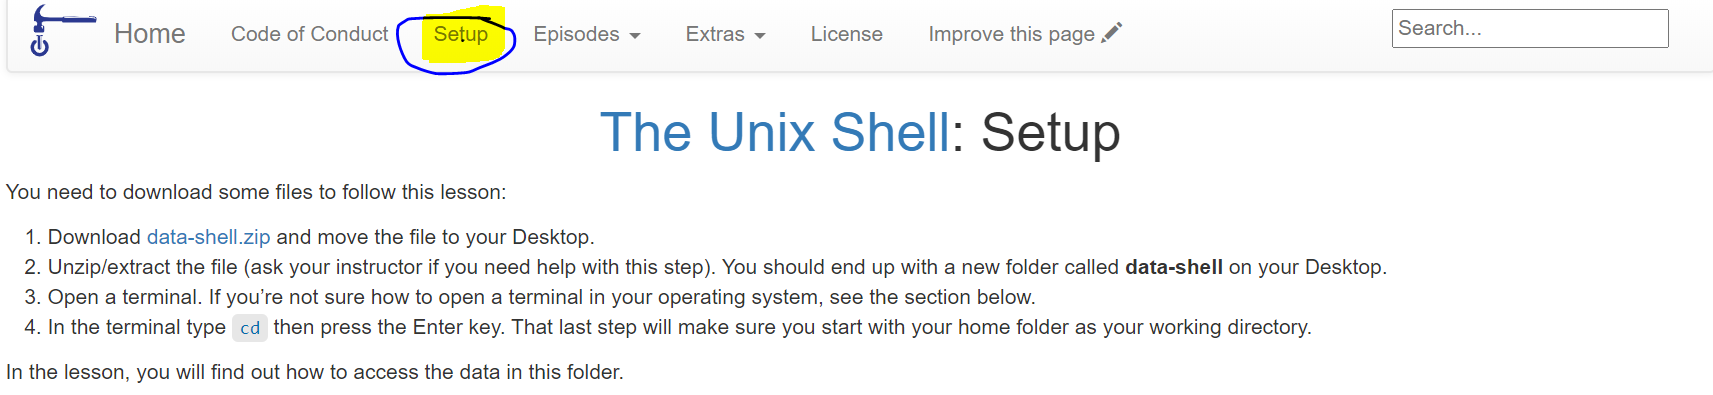 Home Code of Conduct Setup Episodes Extras License Improve this page Search...
The Unix Shell: Setup
You need to download some files to follow this lesson:
1. Download data-shell.zip and move the file to your Desktop.
2. Unzip/extract the file (ask your instructor if you need help with this step). You should end up with a new folder called data-shell on your Desktop.
3. Open a terminal. If you’re not sure how to open a terminal in your operating system, see the section below.
4. In the terminal type cd then press the Enter key. That last step will make sure you start with your home folder as your working directory.
In the lesson, you will find out how to access the data in this folder.